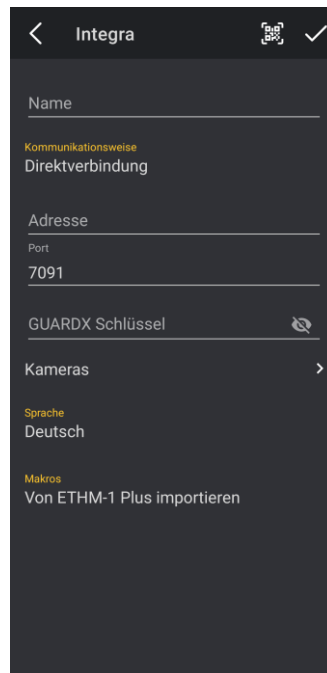 Integra
Name
Kommunikationsweise
Direktverbindung
Adresse
Port
7091
GUARDX Schlüssel
Kameras
Sprache
Deutsch
Makros
Von ETHM-1 Plus importieren